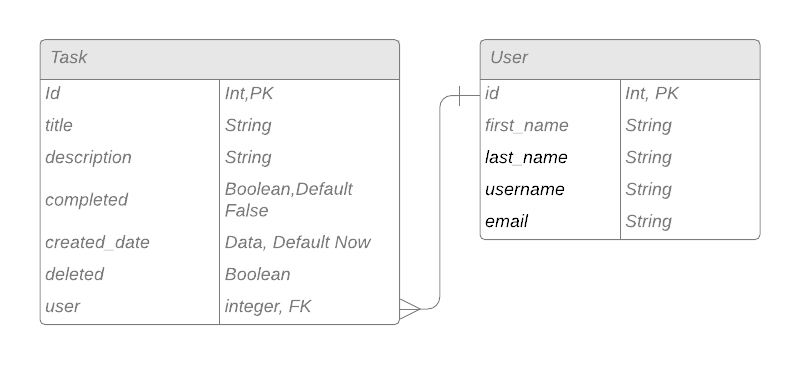 Task
Id Int,PK
title String
description String
completed Boolean,Default
False
created_date Data, Default Now
deleted Boolean
user integer, FK
User
id Int, PK
first_name String
last_name String
username String
email String